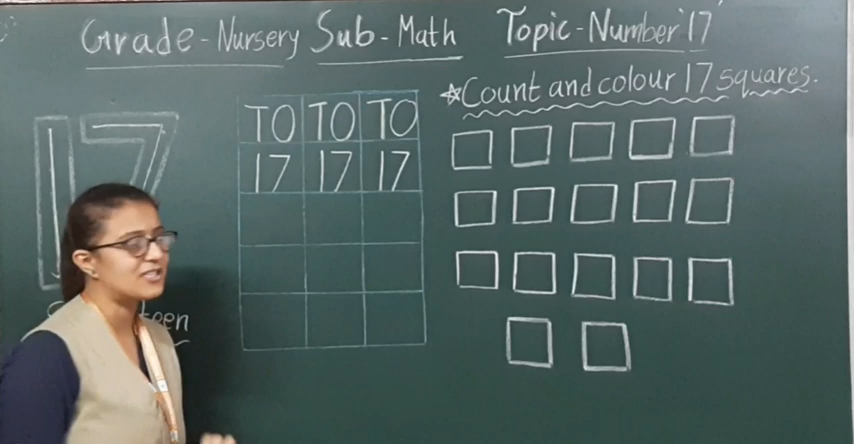 Grade - Nursery Sub - Math Topic - Number '17'
☆Count and colour 17 squares.
17
TO TO TO
17 17 17